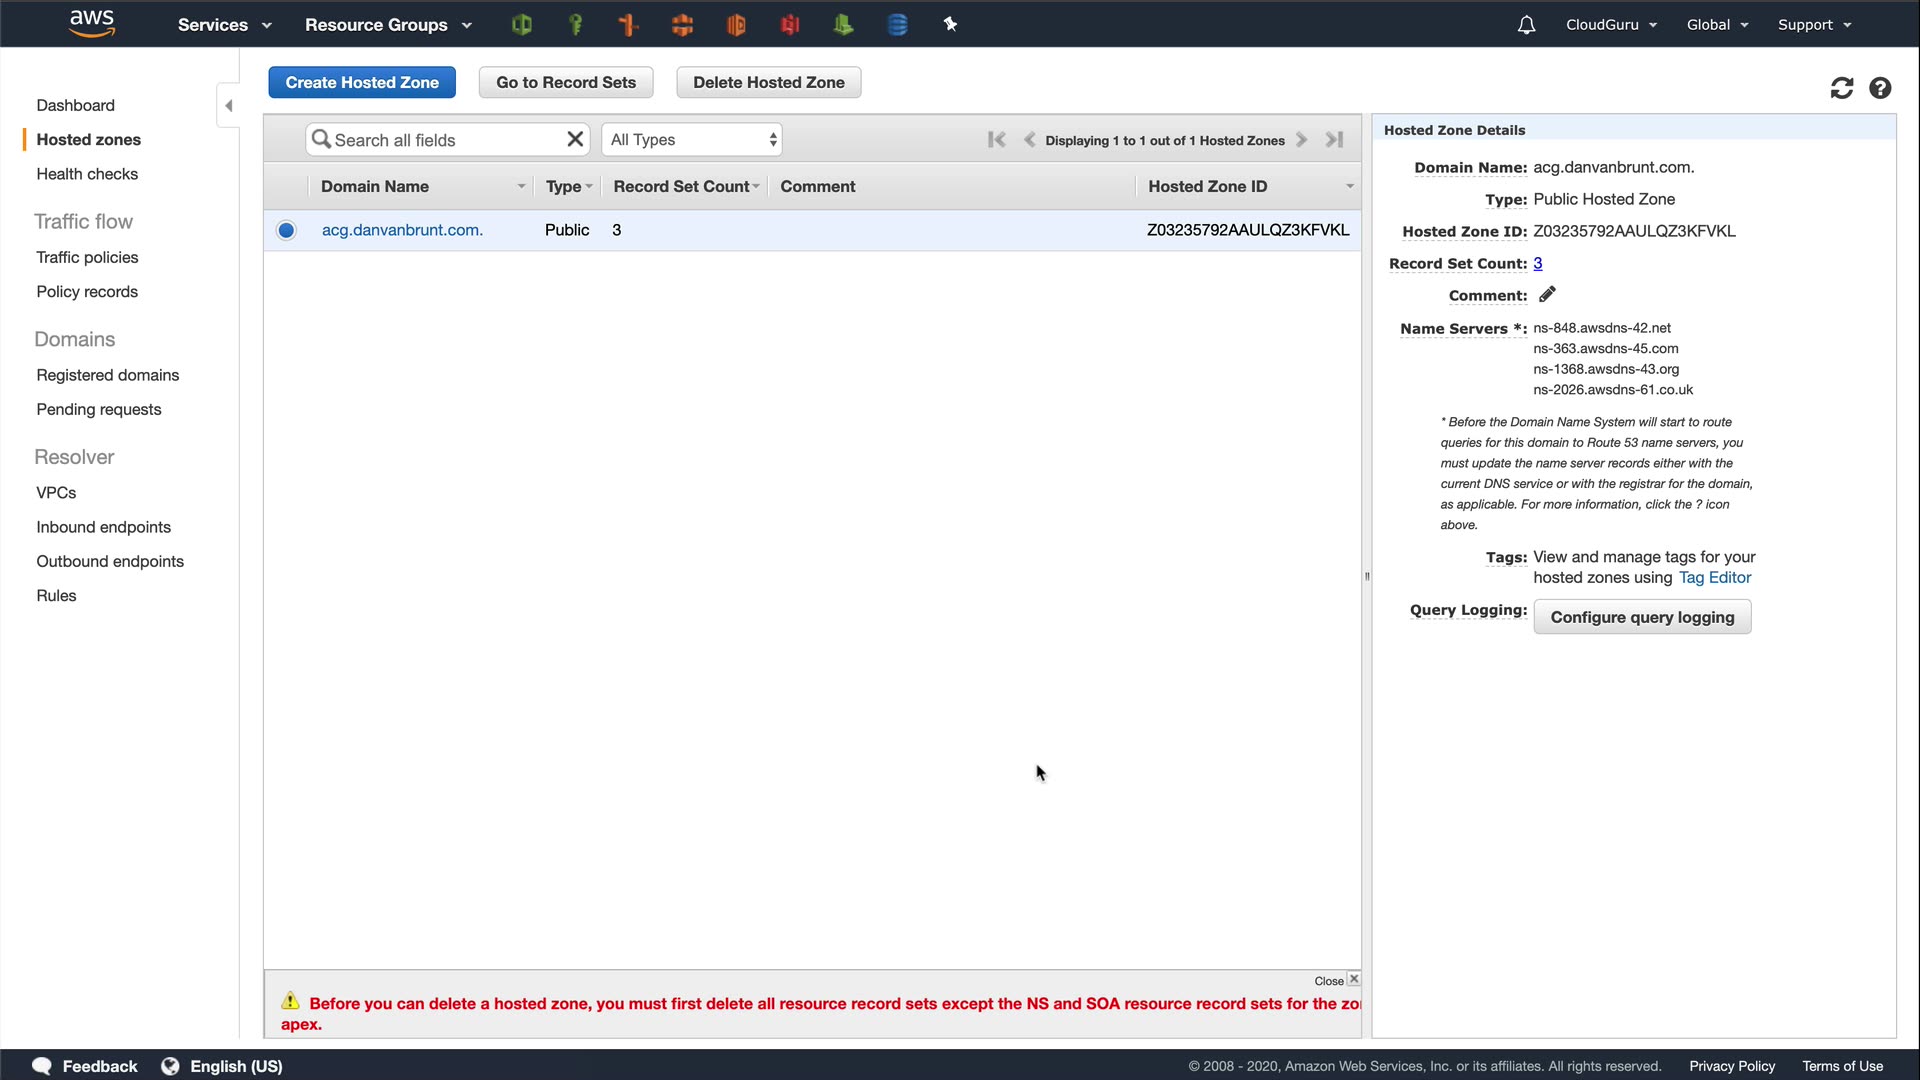 aws
Services
Resource Groups
CloudGuru
Global
Support
Dashboard
Hosted zones
Health checks
Traffic flow
Traffic policies
Policy records
Domains
Registered domains
Pending requests
Resolver
VPCs
Inbound endpoints
Outbound endpoints
Rules
Create Hosted Zone
Go to Record Sets
Delete Hosted Zone
Search all fields
All Types
Displaying 1 to 1 out of 1 Hosted Zones
Domain Name Type Record Set Count Comment Hosted Zone ID
acg.danvanbrunt.com. Public 3 Z03235792AAULQZ3KFVKL
Close
Before you can delete a hosted zone, you must first delete all resource record sets except the NS and SOA resource record sets for the
apex.
Hosted Zone Details
Domain Name: acg.danvanbrunt.com.
Type: Public Hosted Zone
Hosted Zone ID: Z03235792AAULQZ3KFVKL
Record Set Count: 3
Comment:
Name Servers *: ns-848.awsdns-42.net
ns-363.awsdns-45.com
ns-1368.awsdns-43.org
ns-2026.awsdns-61.co.uk
* Before the Domain Name System will start to route
queries for this domain to Route 53 name servers, you
must update the name server records either with the
current DNS service or with the registrar for the domain,
as applicable. For more information, click the ? icon
above.
Tags: View and manage tags for your
hosted zones using Tag Editor
Query Logging: Configure query logging
Feedback
English (US)
© 2008 - 2020, Amazon Web Services, Inc. or its affiliates. All rights reserved.
Privacy Policy
Terms of Use